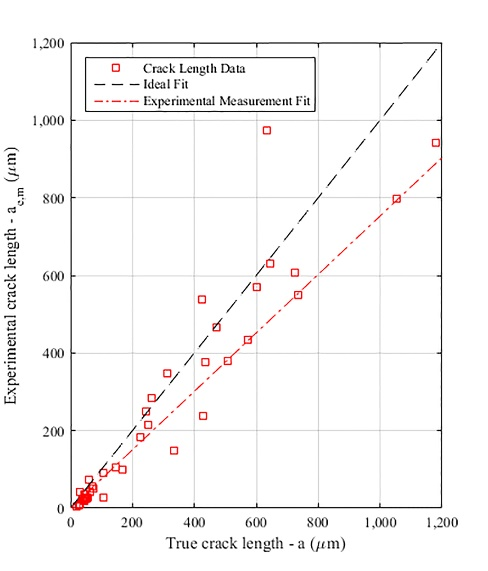 1,200
1,000
800
600
400
200
0
Experimental crack length - a_e,m (μm)
Crack Length Data
Ideal Fit
Experimental Measurement Fit
0 200 400 600 800 1,000 1,200
True crack length - a (μm)